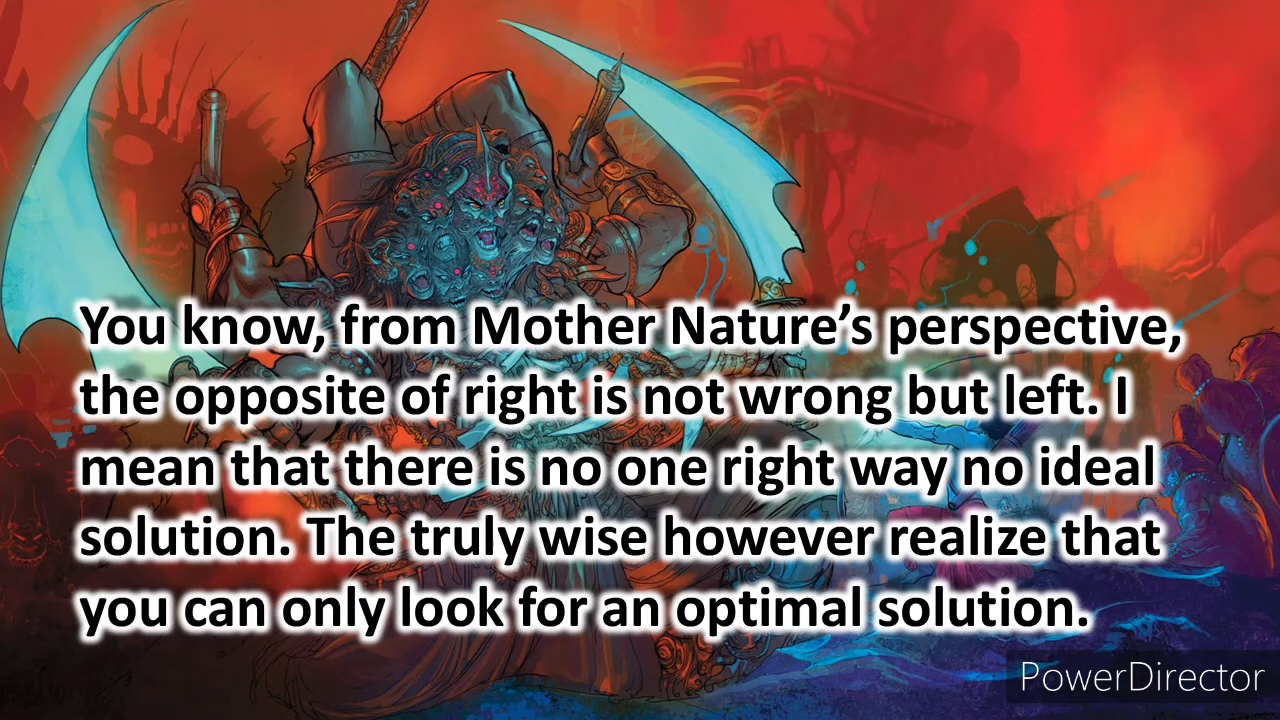 You know, from Mother Nature’s perspective,
the opposite of right is not wrong but left. I
mean that there is no one right way no ideal
solution. The truly wise however realize that
you can only look for an optimal solution.
PowerDirector